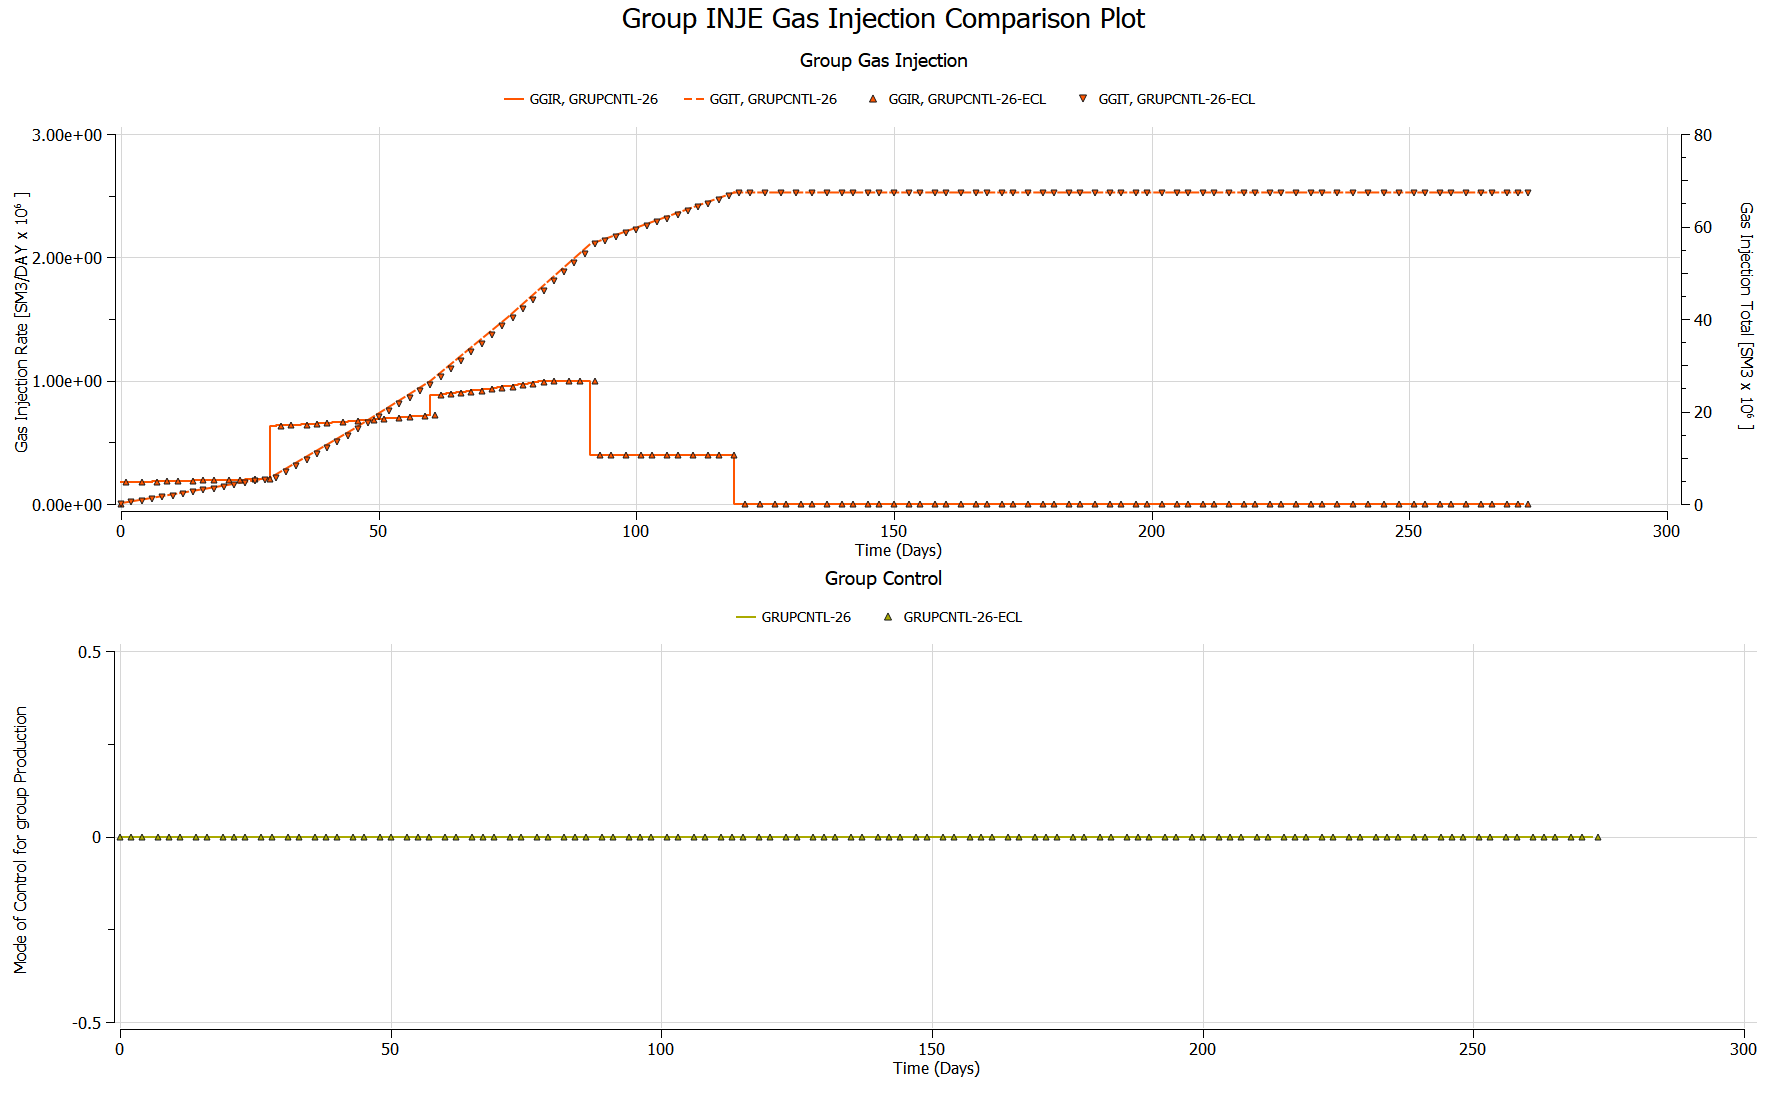 Group INJE Gas Injection Comparison Plot
Group Gas Injection
GGIR, GRUPCNTL-26 GGIT, GRUPCNTL-26 GGIR, GRUPCNTL-26-ECL GGIT, GRUPCNTL-26-ECL
Gas Injection Rate [SM3/DAY x 10⁶ ]
3.00e+00
2.00e+00
1.00e+00
0.00e+00
80
60
40
20
0
Gas Injection Total [SM3 x 10⁶ ]
0 50 100 150 200 250 300
Time (Days)
Group Control
GRUPCNTL-26 GRUPCNTL-26-ECL
Mode of Control for group Production
0.5
0
-0.5
0 50 100 150 200 250 300
Time (Days)